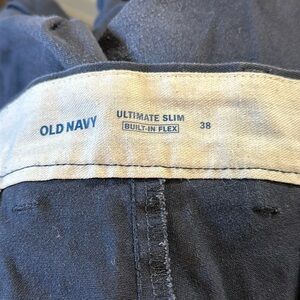 OLD NAVY
ULTIMATE SLIM
BUILT-IN FLEX
38